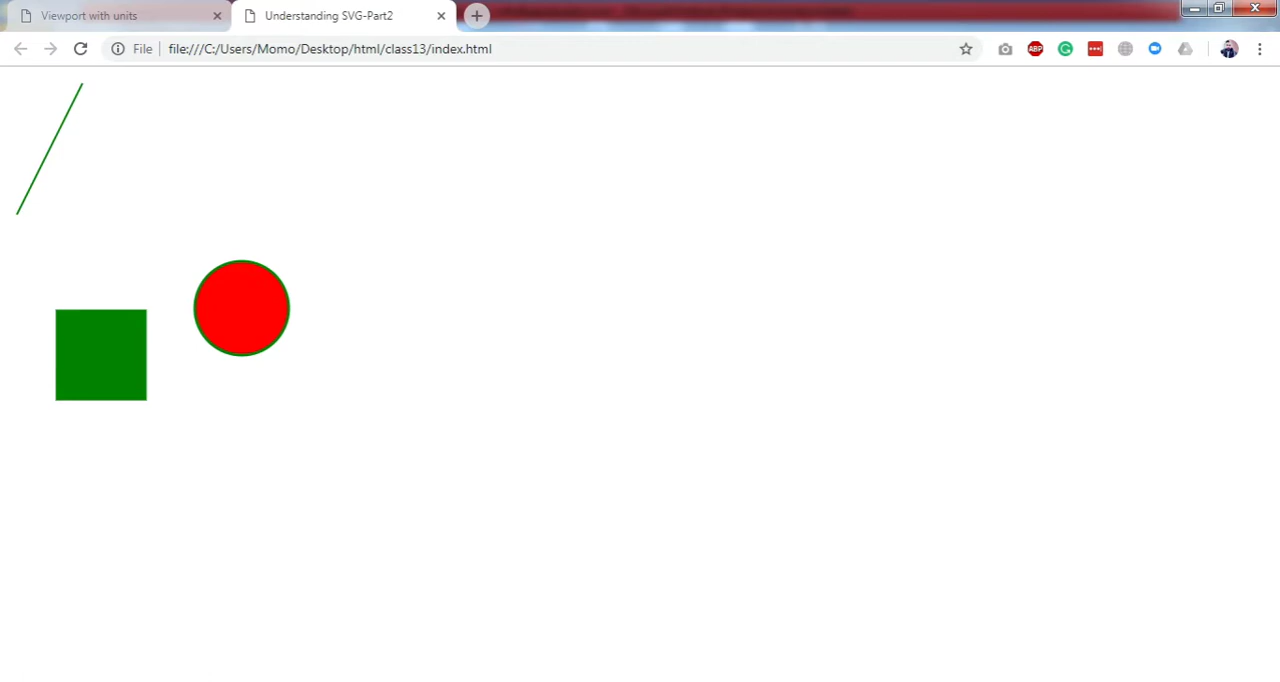 Viewport with units
Understanding SVG-Part2
File file:///C:/Users/Momo/Desktop/html/class13/index.html
ABP